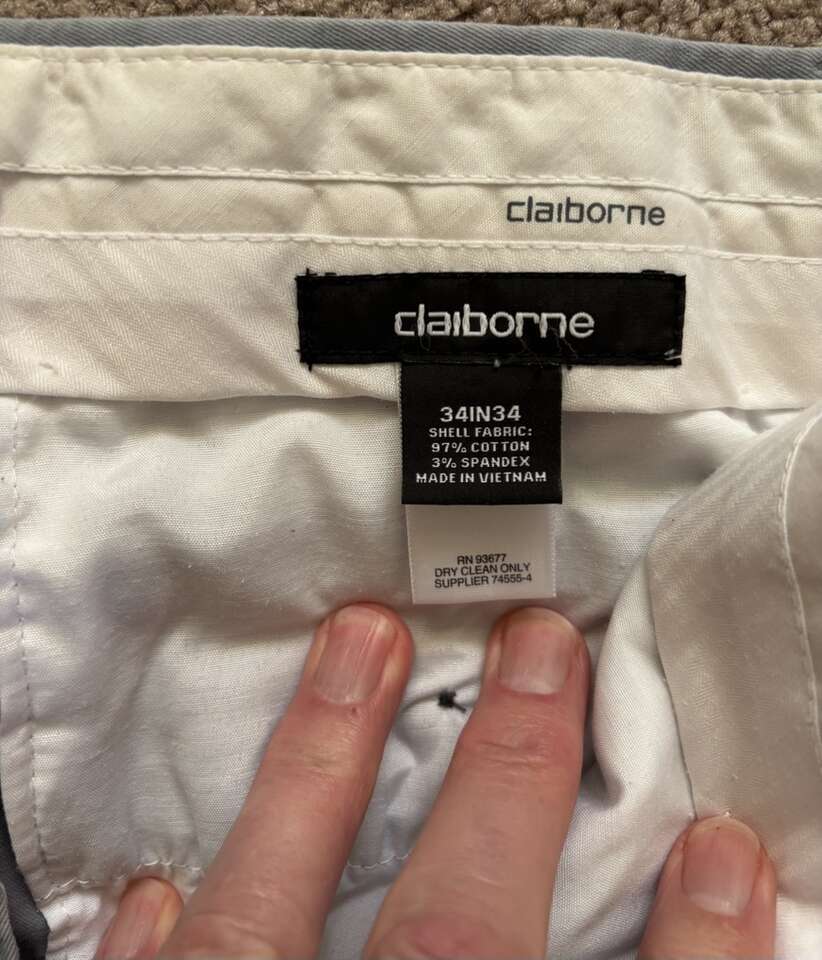 claiborne
claiborne
34IN34
SHELL FABRIC:
97% COTTON
3% SPANDEX
MADE IN VIETNAM
RN 93677
DRY CLEAN ONLY
SUPPLIER 74555-4